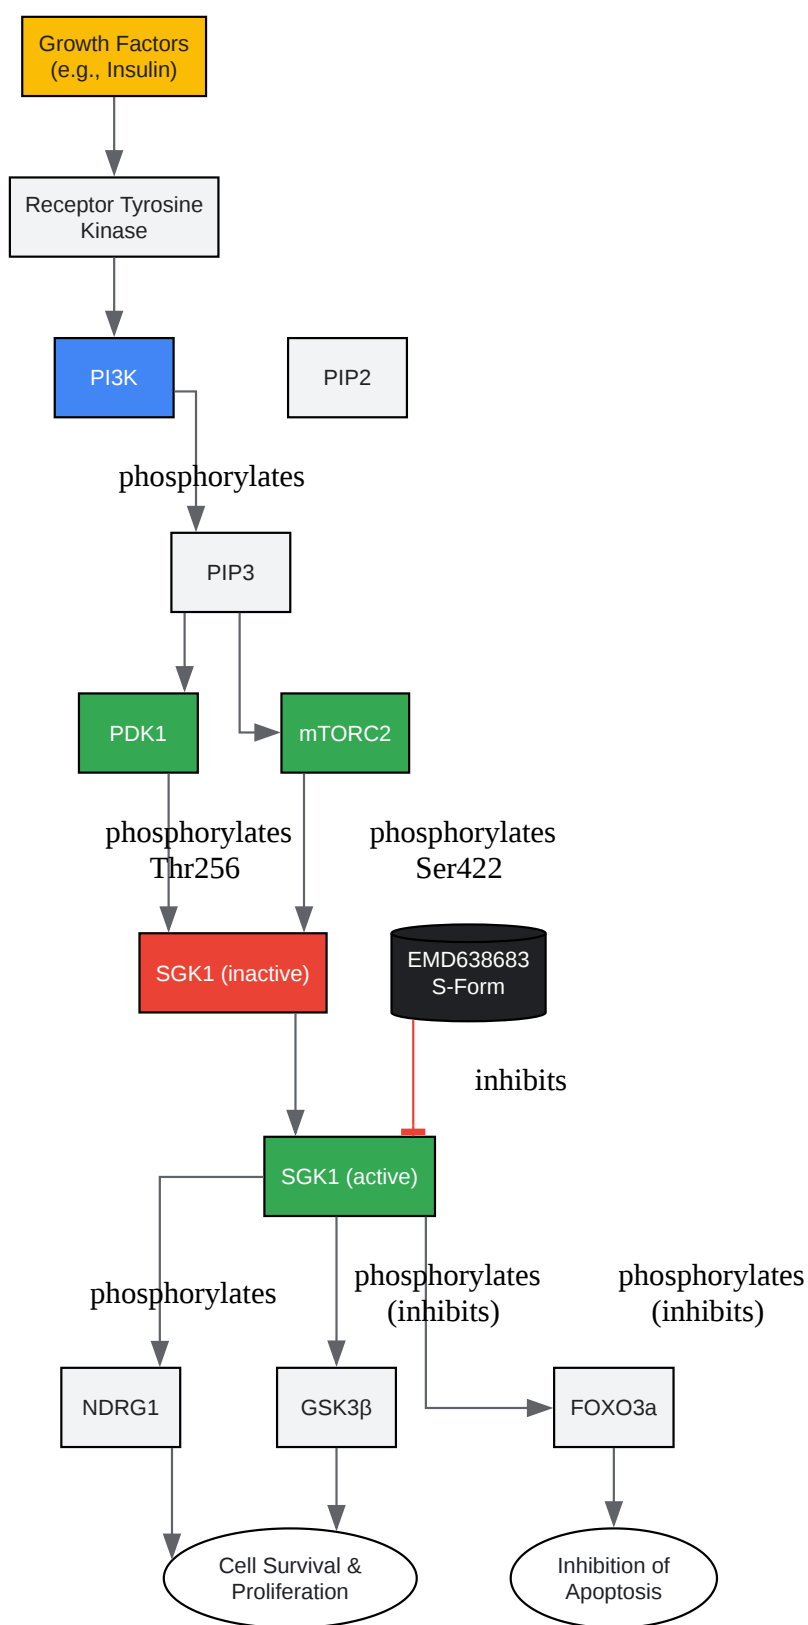 Growth Factors
(e.g., Insulin)
Receptor Tyrosine
Kinase
PI3K
PIP2
phosphorylates
PIP3
PDK1
mTORC2
phosphorylates
Thr256
phosphorylates
Ser422
SGK1 (inactive)
EMD638683
S-Form
inhibits
SGK1 (active)
phosphorylates
phosphorylates
(inhibits)
phosphorylates
(inhibits)
NDRG1
GSK3β
FOXO3a
Cell Survival &
Proliferation
Inhibition of
Apoptosis